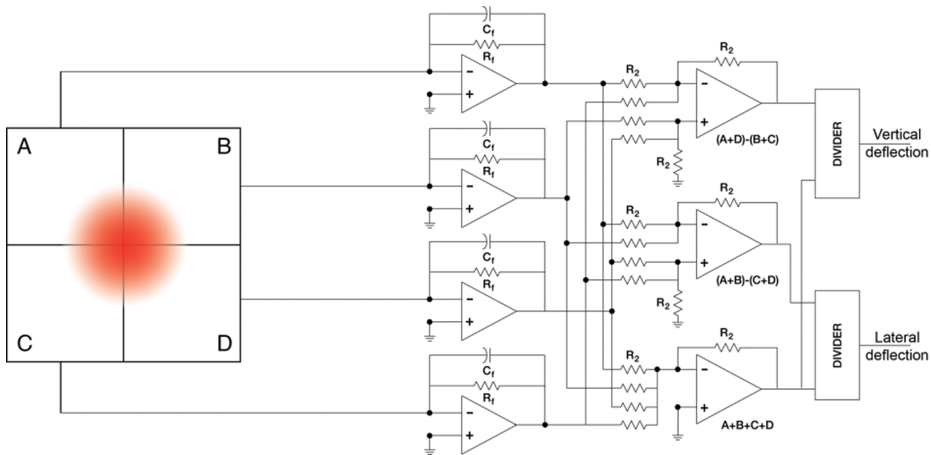 A
B
C
D
Cf
Rf
Cf
Rf
Cf
Rf
Cf
Rf
−
+
−
+
−
+
−
+
R2
R2
−
+
R2
(A+D)-(B+C)
R2
R2
−
+
R2
(A+B)-(C+D)
R2
R2
−
+
A+B+C+D
DIVIDER
Vertical
deflection
DIVIDER
Lateral
deflection